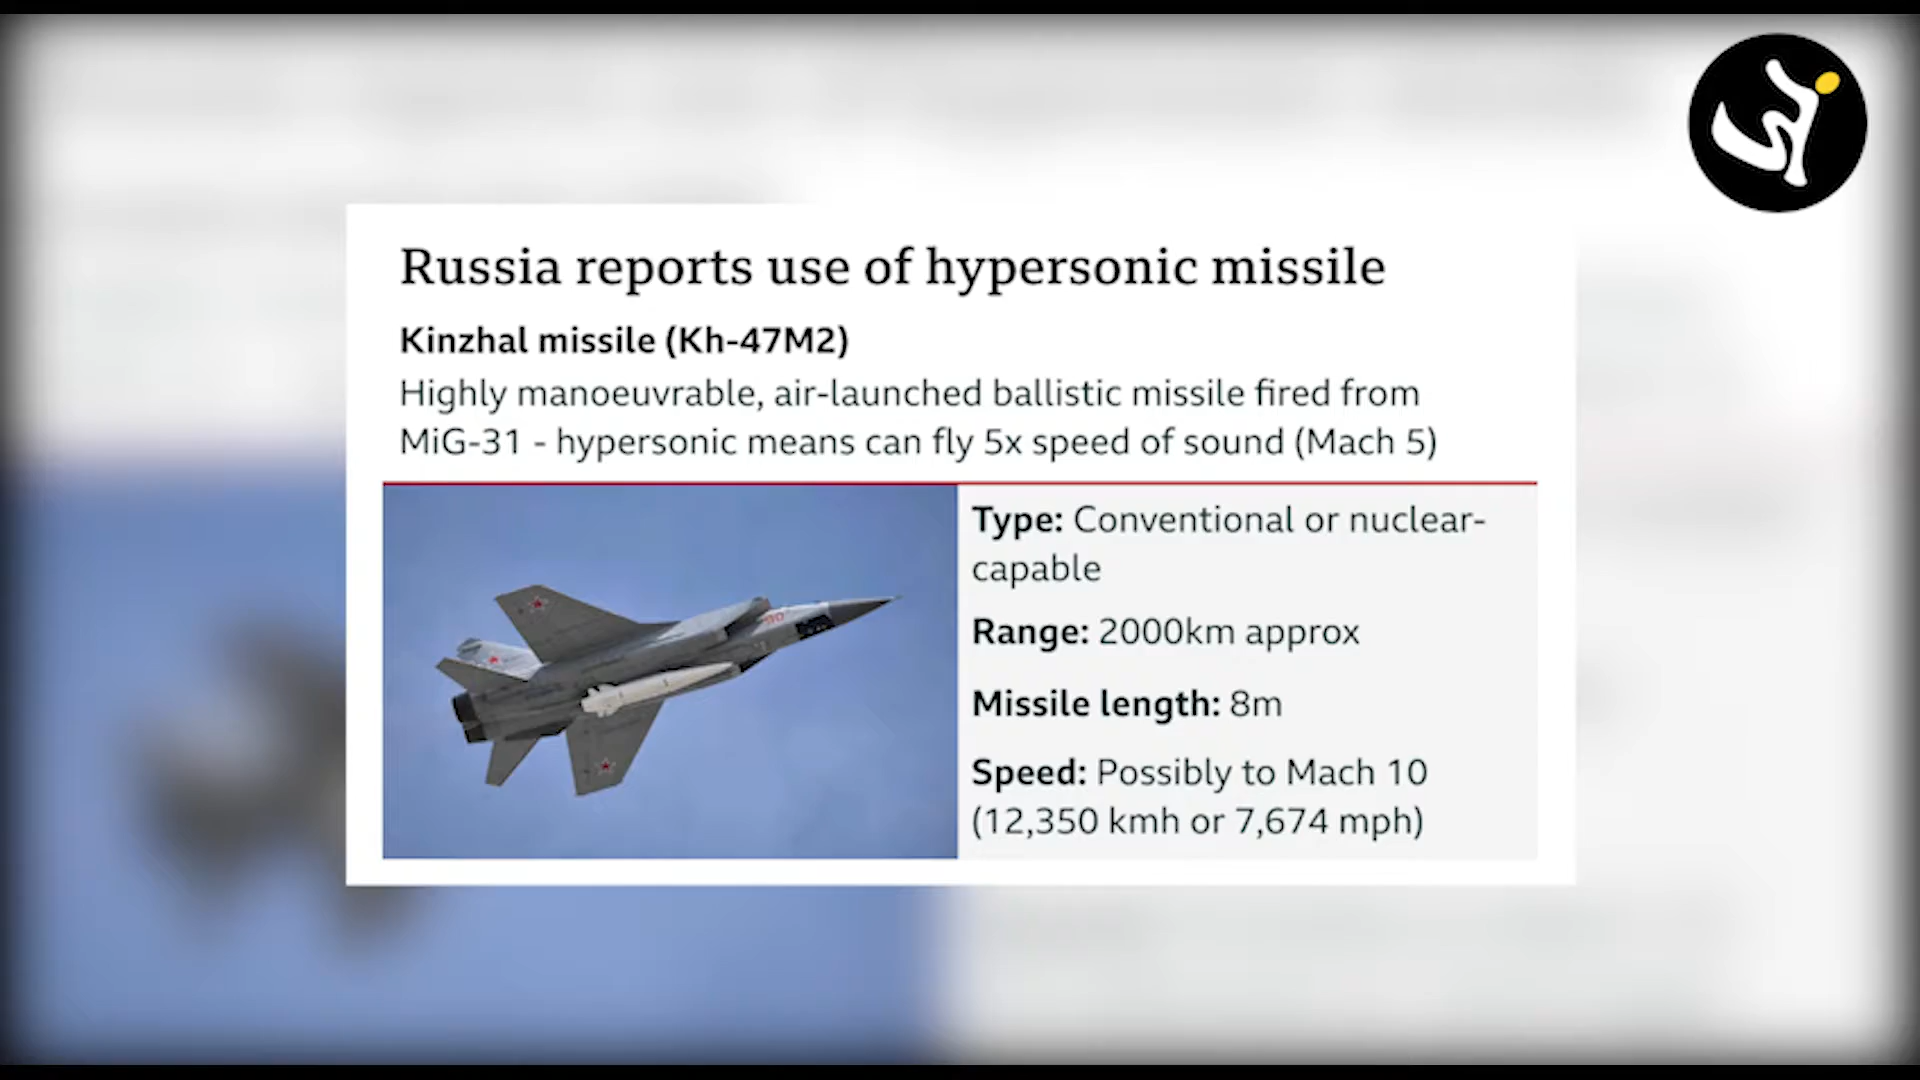 Russia reports use of hypersonic missile
Kinzhal missile (Kh-47M2)
Highly manoeuvrable, air-launched ballistic missile fired from
MiG-31 - hypersonic means can fly 5x speed of sound (Mach 5)
Type: Conventional or nuclear-
capable
Range: 2000km approx
Missile length: 8m
Speed: Possibly to Mach 10
(12,350 kmh or 7,674 mph)